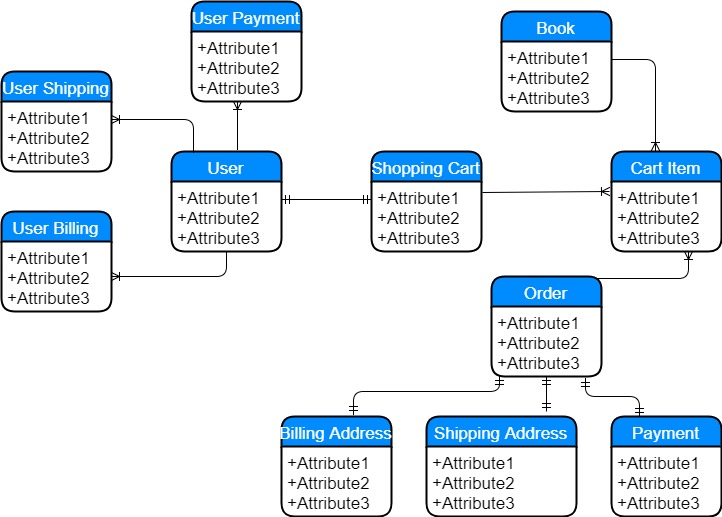 User Payment
+Attribute1
+Attribute2
+Attribute3
Book
+Attribute1
+Attribute2
+Attribute3
User Shipping
+Attribute1
+Attribute2
+Attribute3
User
+Attribute1
+Attribute2
+Attribute3
Shopping Cart
+Attribute1
+Attribute2
+Attribute3
Cart Item
+Attribute1
+Attribute2
+Attribute3
User Billing
+Attribute1
+Attribute2
+Attribute3
Order
+Attribute1
+Attribute2
+Attribute3
Billing Address
+Attribute1
+Attribute2
+Attribute3
Shipping Address
+Attribute1
+Attribute2
+Attribute3
Payment
+Attribute1
+Attribute2
+Attribute3